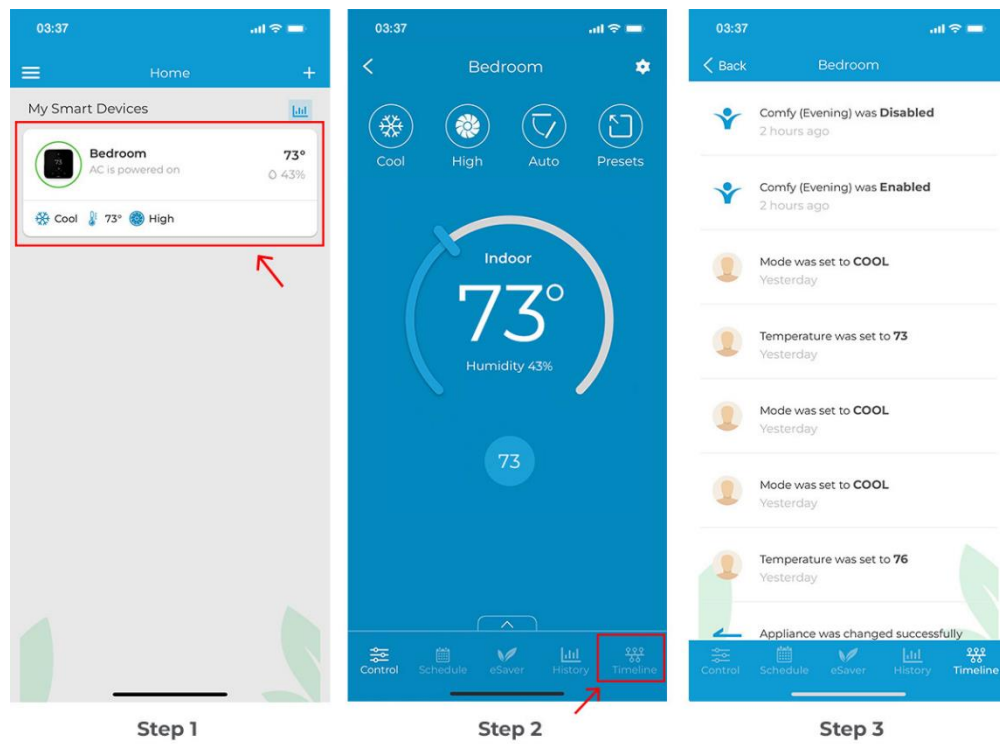 03:37
Home
+
My Smart Devices
Bedroom
73°
AC is powered on
43%
Cool 73° High
Step 1
03:37
Bedroom
Cool High Auto Presets
Indoor
73°
Humidity 43%
73
Control Schedule eSaver History Timeline
Step 2
03:37
Back Bedroom
Comfy (Evening) was Disabled
2 hours ago
Comfy (Evening) was Enabled
2 hours ago
Mode was set to COOL
Yesterday
Temperature was set to 73
Yesterday
Mode was set to COOL
Yesterday
Mode was set to COOL
Yesterday
Temperature was set to 76
Yesterday
Appliance was changed successfully
Control Schedule eSaver History Timeline
Step 3